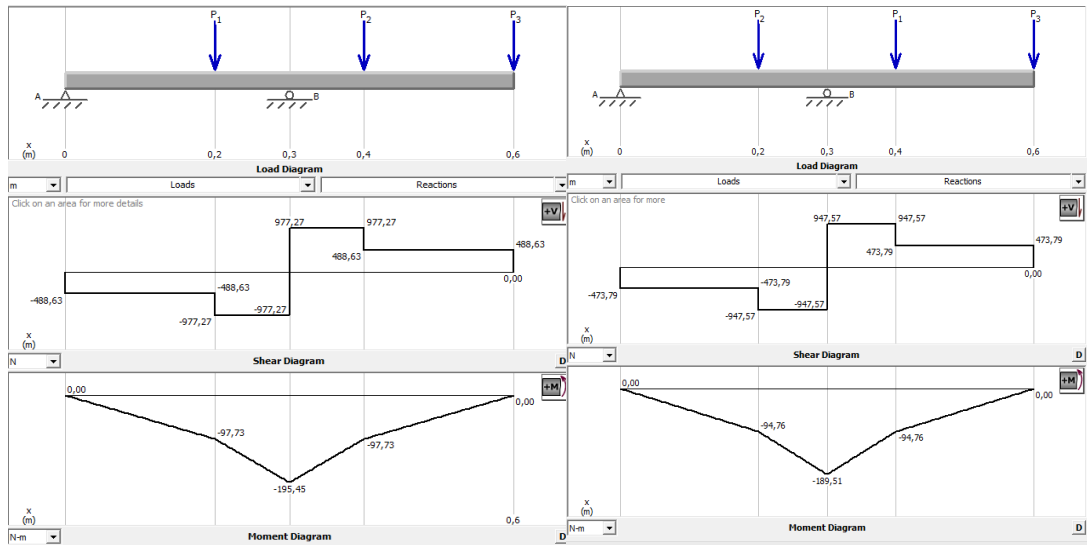 P1 P2 P3
A B
x
(m) 0 0,2 0,3 0,4 0,6
Load Diagram
m Loads Reactions
Click on an area for more details
+V
977,27 977,27
488,63 488,63
0,00
-488,63 -488,63
-977,27 -977,27
x
(m)
N Shear Diagram D
+M
0,00 0,00
-97,73 -97,73
-195,45
x
(m) 0,6
N-m Moment Diagram D
P2 P1 P3
A B
x
(m) 0 0,2 0,3 0,4 0,6
Load Diagram
m Loads Reactions
Click on an area for more
+V
947,57 947,57
473,79 473,79
0,00
-473,79 -473,79
-947,57 -947,57
x
(m)
N Shear Diagram D
+M
0,00 0,00
-94,76 -94,76
-189,51
x
(m)
N-m Moment Diagram D